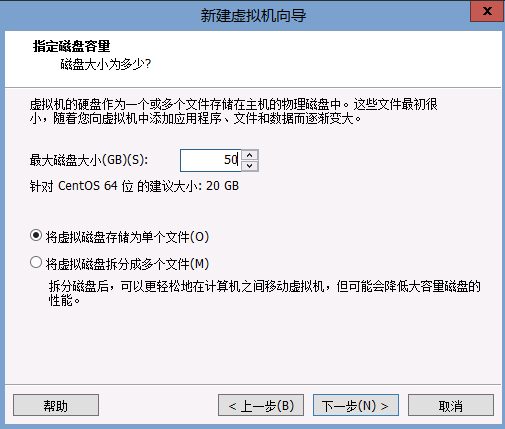 新建虚拟机向导
x
指定磁盘容量
磁盘大小为多少?
虚拟机的硬盘作为一个或多个文件存储在主机的物理磁盘中。这些文件最初很
小，随着您向虚拟机中添加应用程序、文件和数据而逐渐变大。
最大磁盘大小(GB)(S): 50
针对 CentOS 64 位 的建议大小: 20 GB
将虚拟磁盘存储为单个文件(O)
将虚拟磁盘拆分成多个文件(M)
拆分磁盘后，可以更轻松地在计算机之间移动虚拟机，但可能会降低大容量磁盘的
性能。
帮助 < 上一步(B) 下一步(N) > 取消